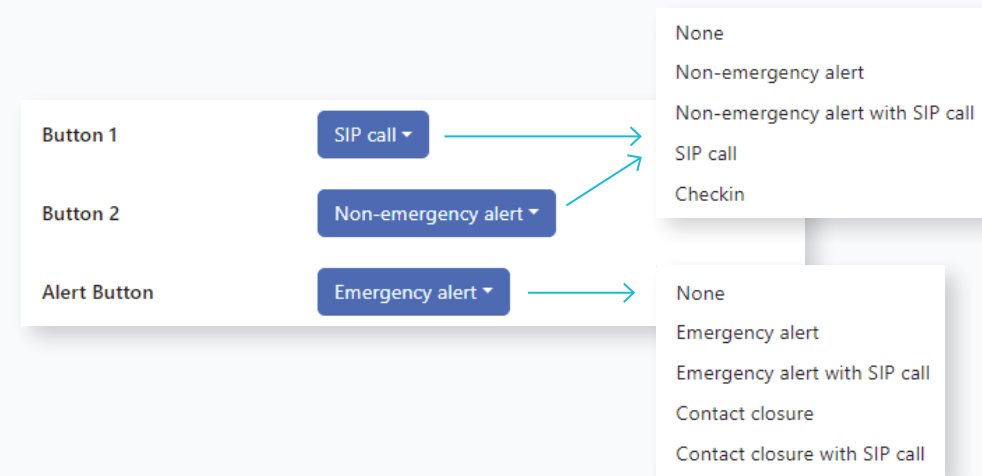 None
Non-emergency alert
Non-emergency alert with SIP call
SIP call
Checkin
Button 1 SIP call
Button 2 Non-emergency alert
Alert Button Emergency alert
None
Emergency alert
Emergency alert with SIP call
Contact closure
Contact closure with SIP call